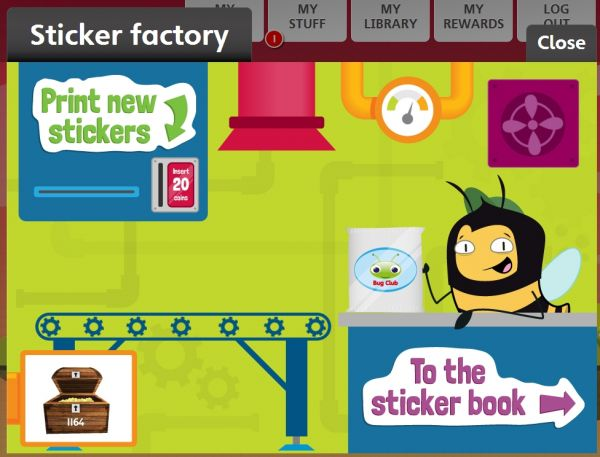 MY
MY STUFF
MY LIBRARY
MY REWARDS
LOG OUT
1
Sticker factory
Close
Print new
stickers
Insert
20
coins
Bug Club
1164
To the
sticker book